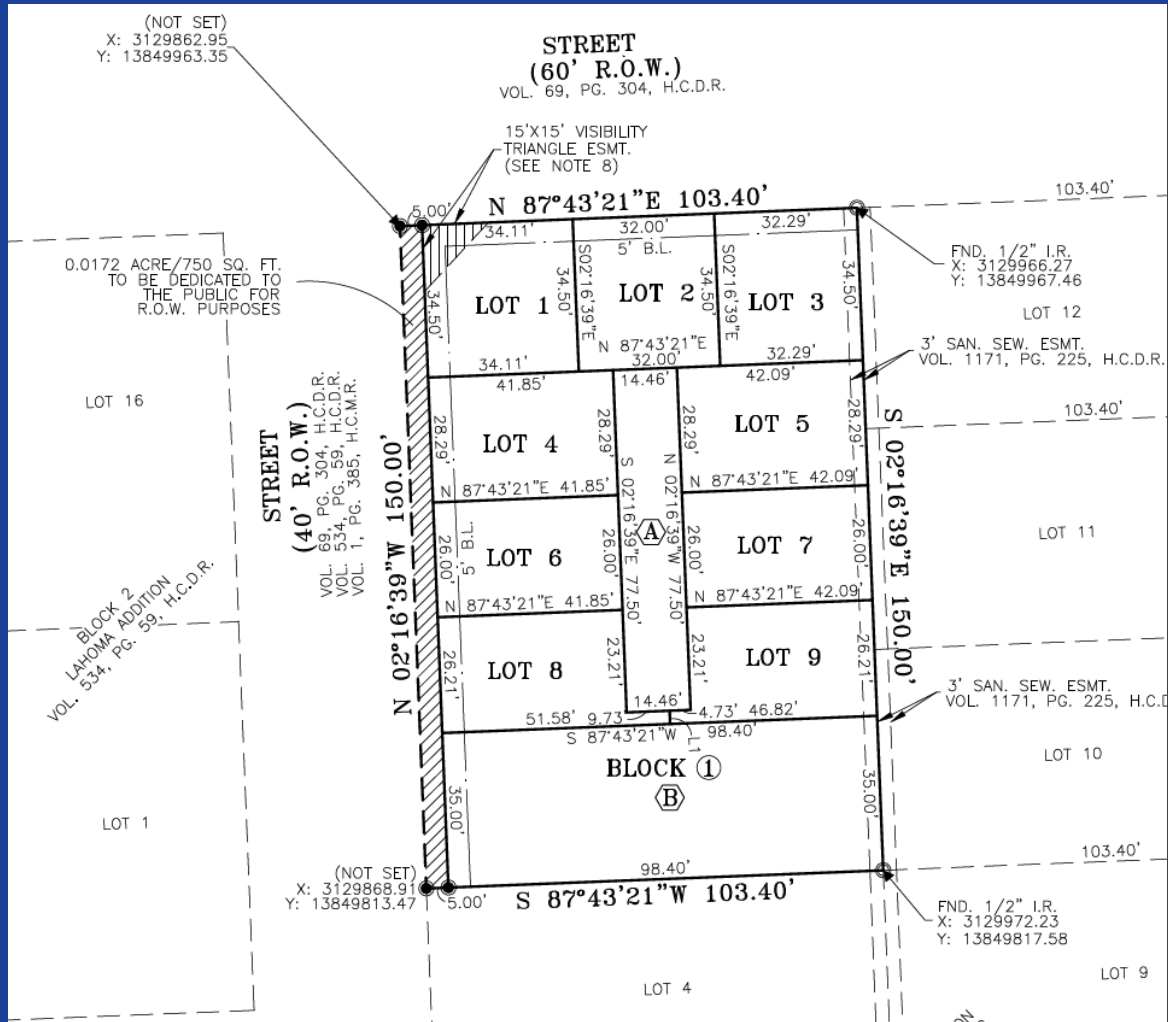 (NOT SET)
X: 3129862.95
Y: 13849963.35
STREET
(60' R.O.W.)
VOL. 69, PG. 304, H.C.D.R.
15'X15' VISIBILITY
TRIANGLE ESMT.
(SEE NOTE 8)
5.00'
N 87°43'21"E 103.40'
103.40'
34.11'
32.00'
32.29'
5' B.L.
FND. 1/2" I.R.
X: 3129966.27
Y: 13849967.46
0.0172 ACRE/750 SQ. FT.
TO BE DEDICATED TO
THE PUBLIC FOR
R.O.W. PURPOSES
34.50'
LOT 1
34.50'
S02°16'39"E
LOT 2
34.50'
S02°16'39"E
LOT 3
34.50'
LOT 12
N 87°43'21"E
34.11'
32.00'
32.29'
3' SAN. SEW. ESMT.
VOL. 1171, PG. 225, H.C.D.R.
41.85'
14.46'
42.09'
LOT 16
103.40'
STREET
(40' R.O.W.)
VOL. 69, PG. 304, H.C.D.R.
VOL. 534, PG. 59, H.C.D.R.
VOL. 1, PG. 385, H.C.M.R.
N 02°16'39"W 150.00'
28.29'
LOT 4
28.29'
28.29'
LOT 5
28.29'
S 02°16'39"E 150.00'
N 87°43'21"E 41.85'
N 87°43'21"E 42.09'
S 02°16'39"E 77.50'
N 02°16'39"W 77.50'
A
5' B.L.
26.00'
LOT 6
26.00'
LOT 7
26.00'
LOT 11
N 87°43'21"E 41.85'
N 87°43'21"E 42.09'
BLOCK 2
LAHOMA ADDITION
VOL. 534, PG. 59, H.C.D.R.
26.21'
LOT 8
23.21'
23.21'
LOT 9
26.21'
3' SAN. SEW. ESMT.
VOL. 1171, PG. 225, H.C.D
14.46'
51.58'
9.73
4.73'
46.82'
S 87°43'21"W
98.40'
L1
BLOCK 1
B
LOT 10
35.00'
35.00'
LOT 1
103.40'
98.40'
(NOT SET)
X: 3129868.91
Y: 13849813.47
5.00'
S 87°43'21"W 103.40'
FND. 1/2" I.R.
X: 3129972.23
Y: 13849817.58
LOT 4
LOT 9